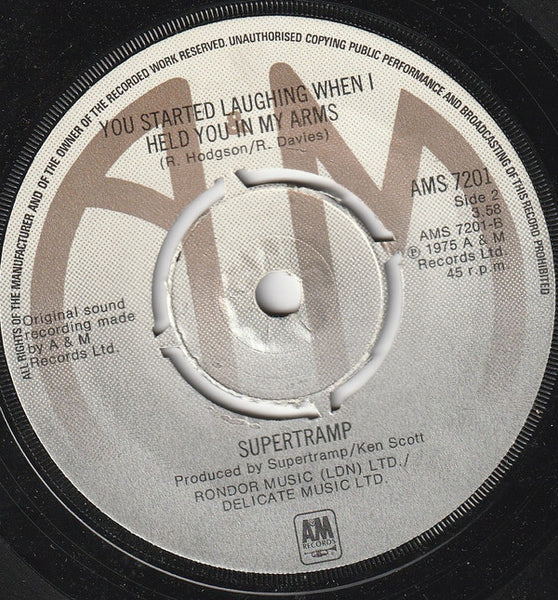 ALL RIGHTS OF THE MANUFACTURER AND OF THE OWNER OF THE RECORDED WORK RESERVED. UNAUTHORISED COPYING PUBLIC PERFORMANCE AND BROADCASTING OF THIS RECORD PROHIBITED
YOU STARTED LAUGHING WHEN I
HELD YOU IN MY ARMS
(R. Hodgson/R. Davies)
AMS 7201
Side 2
3.58
AMS 7201-B
℗ 1975 A & M
Records Ltd.
45 r.p.m.
Original sound
recording made
by A & M
Records Ltd.
SUPERTRAMP
Produced by Supertramp/Ken Scott
RONDOR MUSIC (LDN) LTD./
DELICATE MUSIC LTD.
A&M
RECORDS